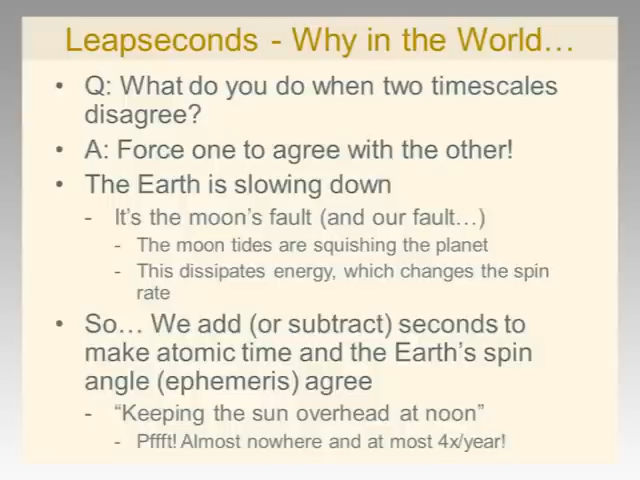 Leapseconds - Why in the World…
• Q: What do you do when two timescales
disagree?
• A: Force one to agree with the other!
• The Earth is slowing down
- It’s the moon’s fault (and our fault…)
- The moon tides are squishing the planet
- This dissipates energy, which changes the spin
rate
• So… We add (or subtract) seconds to
make atomic time and the Earth’s spin
angle (ephemeris) agree
- “Keeping the sun overhead at noon”
- Pffft! Almost nowhere and at most 4x/year!